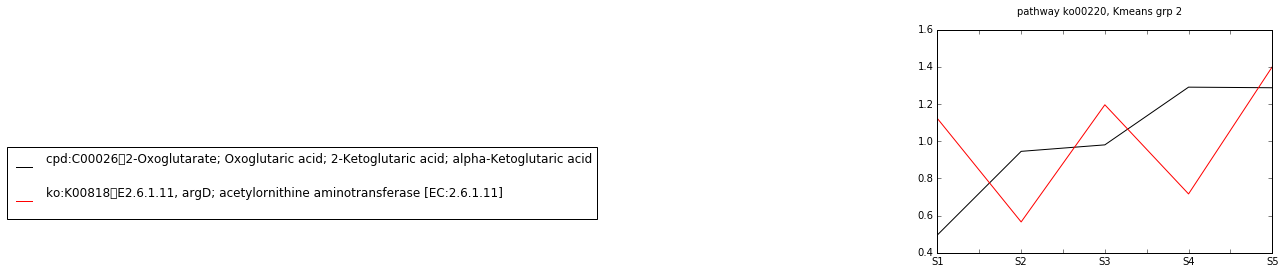 pathway ko00220, Kmeans grp 2
1.6
1.4
1.2
1.0
0.8
0.6
0.4
S1 S2 S3 S4 S5
cpd:C00026▯2-Oxoglutarate; Oxoglutaric acid; 2-Ketoglutaric acid; alpha-Ketoglutaric acid
ko:K00818▯E2.6.1.11, argD; acetylornithine aminotransferase [EC:2.6.1.11]